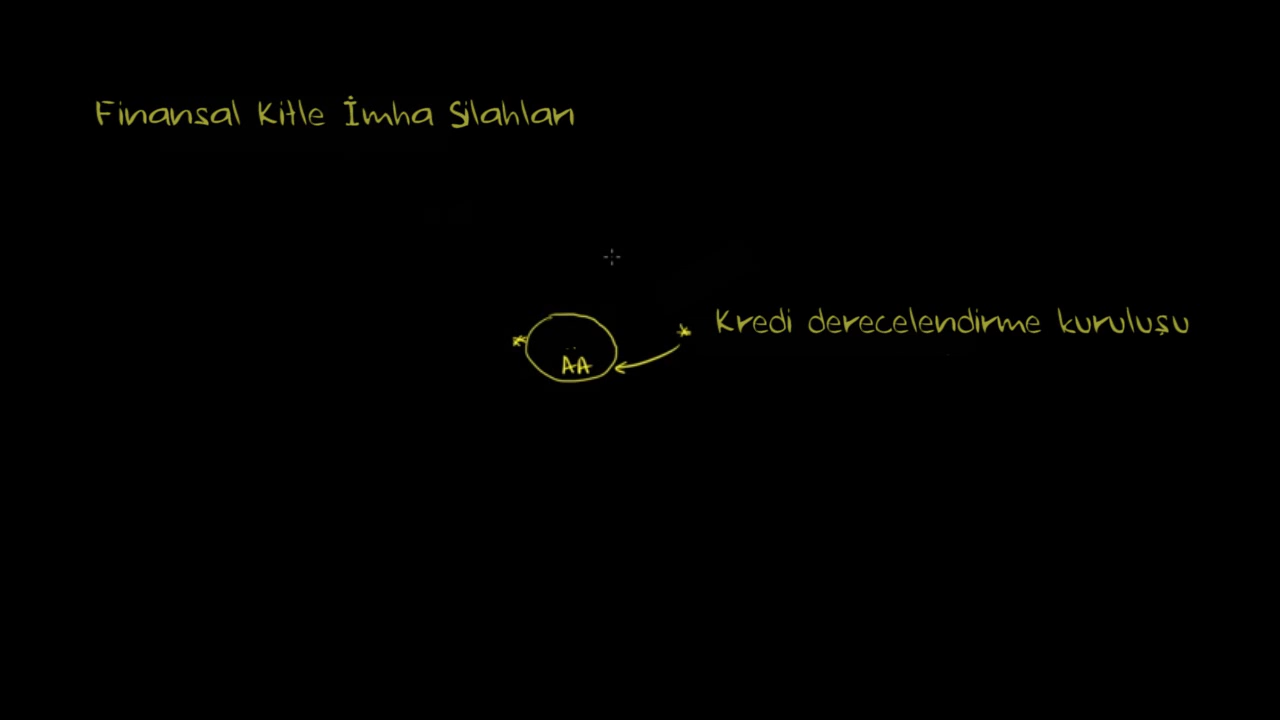 Finansal Kitle İmha Silahları
Kredi derecelendirme kuruluşu
AA